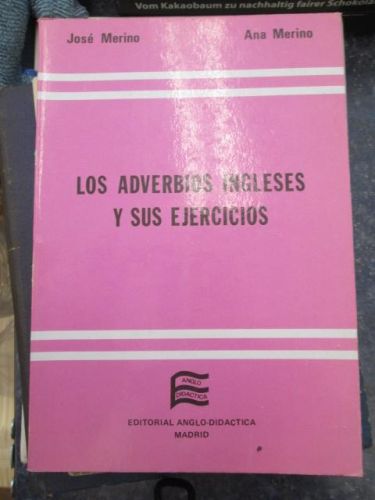 Vom Kakaobaum zu nachhaltig fairer Schokola
José Merino
Ana Merino
LOS ADVERBIOS INGLESES
Y SUS EJERCICIOS
ANGLO
DIDACTICA
EDITORIAL ANGLO-DIDACTICA
MADRID